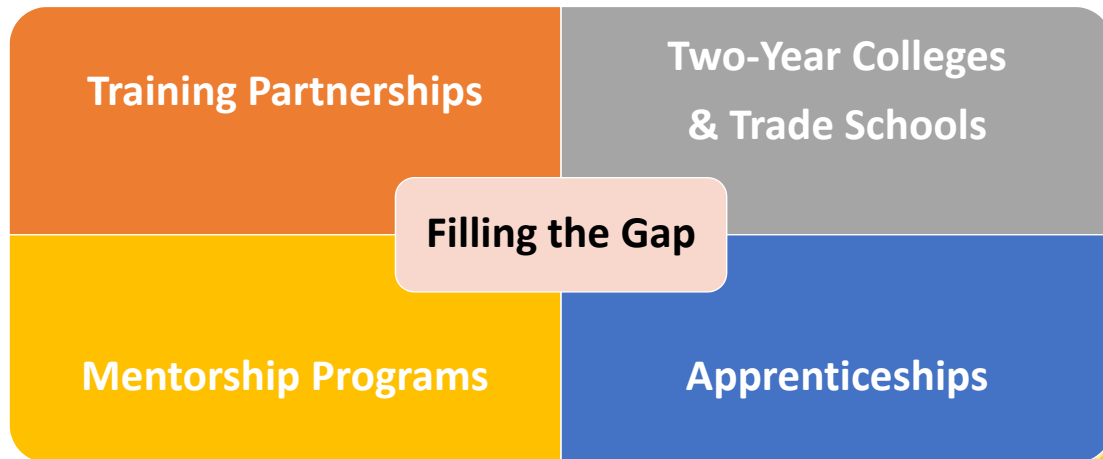 Training Partnerships
Two-Year Colleges
& Trade Schools
Filling the Gap
Mentorship Programs
Apprenticeships